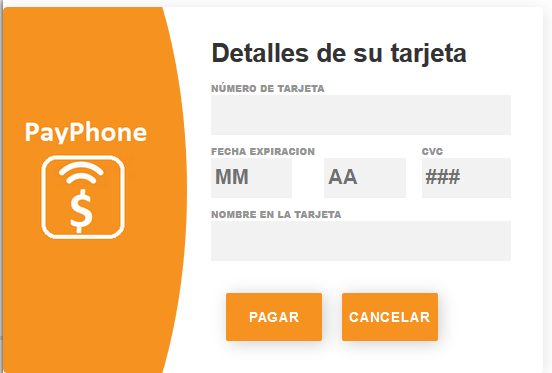 PayPhone
$
Detalles de su tarjeta
NÚMERO DE TARJETA
FECHA EXPIRACION
CVC
MM
AA
###
NOMBRE EN LA TARJETA
PAGAR
CANCELAR